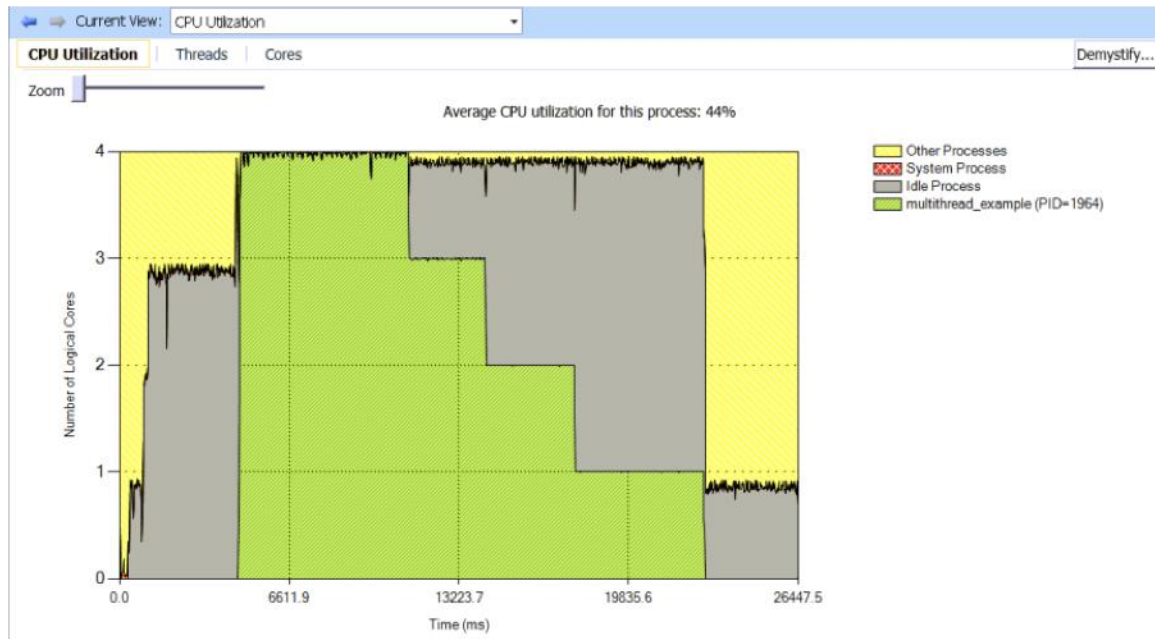 Current View: CPU Utilization
CPU Utilization Threads Cores Demystify...
Zoom
Average CPU utilization for this process: 44%
Number of Logical Cores
4
3
2
1
0
0.0 6611.9 13223.7 19835.6 26447.5
Time (ms)
Other Processes
System Process
Idle Process
multithread_example (PID=1964)